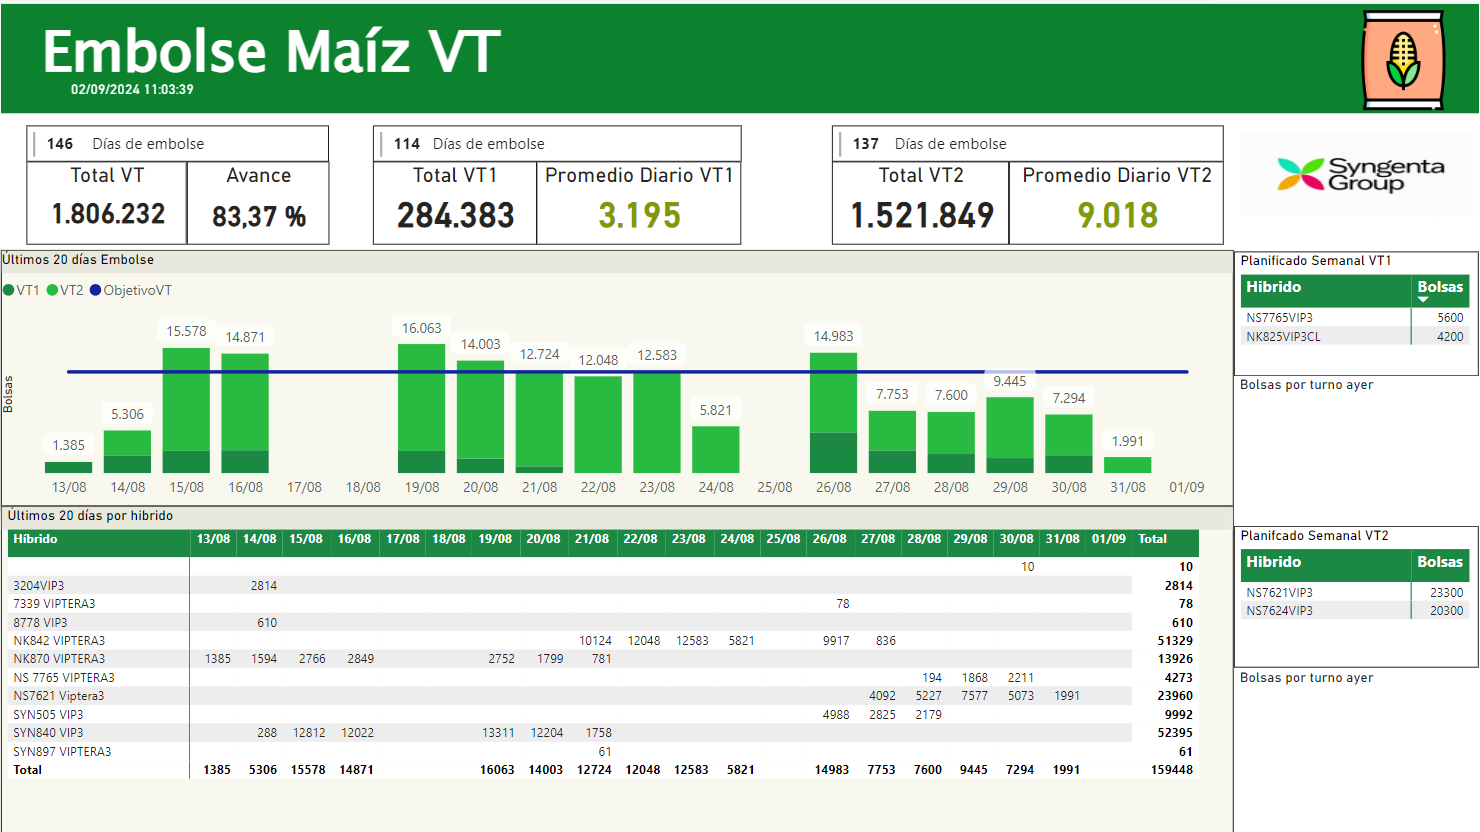 Embolse Maíz VT
02/09/2024 11:03:39
146 Días de embolse
Total VT Avance
1.806.232 83,37 %
114 Días de embolse
Total VT1 Promedio Diario VT1
284.383 3.195
137 Días de embolse
Total VT2 Promedio Diario VT2
1.521.849 9.018
Syngenta
Group
Últimos 20 días Embolse
VT1 VT2 ObjetivoVT
Bolsas
1.385 5.306 15.578 14.871 16.063 14.003 12.724 12.048 12.583 5.821 14.983 7.753 7.600 9.445 7.294 1.991
13/08 14/08 15/08 16/08 17/08 18/08 19/08 20/08 21/08 22/08 23/08 24/08 25/08 26/08 27/08 28/08 29/08 30/08 31/08 01/09
Planificado Semanal VT1
Hibrido Bolsas
NS7765VIP3 5600
NK825VIP3CL 4200
Bolsas por turno ayer
Últimos 20 días por hibrido
Híbrido 13/08 14/08 15/08 16/08 17/08 18/08 19/08 20/08 21/08 22/08 23/08 24/08 25/08 26/08 27/08 28/08 29/08 30/08 31/08 01/09 Total
10 10
3204VIP3 2814 2814
7339 VIPTERA3 78 78
8778 VIP3 610 610
NK842 VIPTERA3 10124 12048 12583 5821 9917 836 51329
NK870 VIPTERA3 1385 1594 2766 2849 2752 1799 781 13926
NS 7765 VIPTERA3 194 1868 2211 4273
NS7621 Viptera3 4092 5227 7577 5073 1991 23960
SYN505 VIP3 4988 2825 2179 9992
SYN840 VIP3 288 12812 12022 13311 12204 1758 52395
SYN897 VIPTERA3 61 61
Total 1385 5306 15578 14871 16063 14003 12724 12048 12583 5821 14983 7753 7600 9445 7294 1991 159448
Planifcado Semanal VT2
Hibrido Bolsas
NS7621VIP3 23300
NS7624VIP3 20300
Bolsas por turno ayer